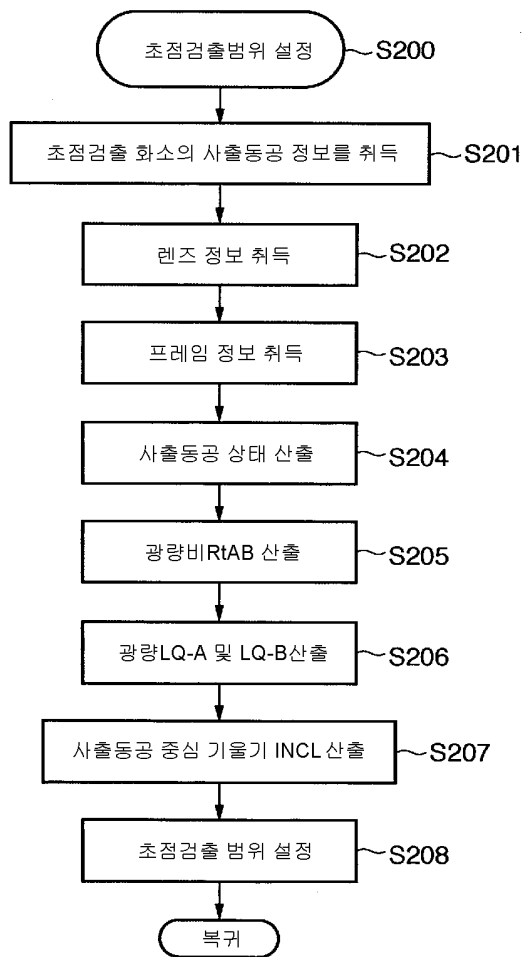 초점검출범위 설정 S200
초점검출 화소의 사출동공 정보를 취득 S201
렌즈 정보 취득 S202
프레임 정보 취득 S203
사출동공 상태 산출 S204
광량비RtAB 산출 S205
광량LQ-A 및 LQ-B산출 S206
사출동공 중심 기울기 INCL 산출 S207
초점검출 범위 설정 S208
복귀